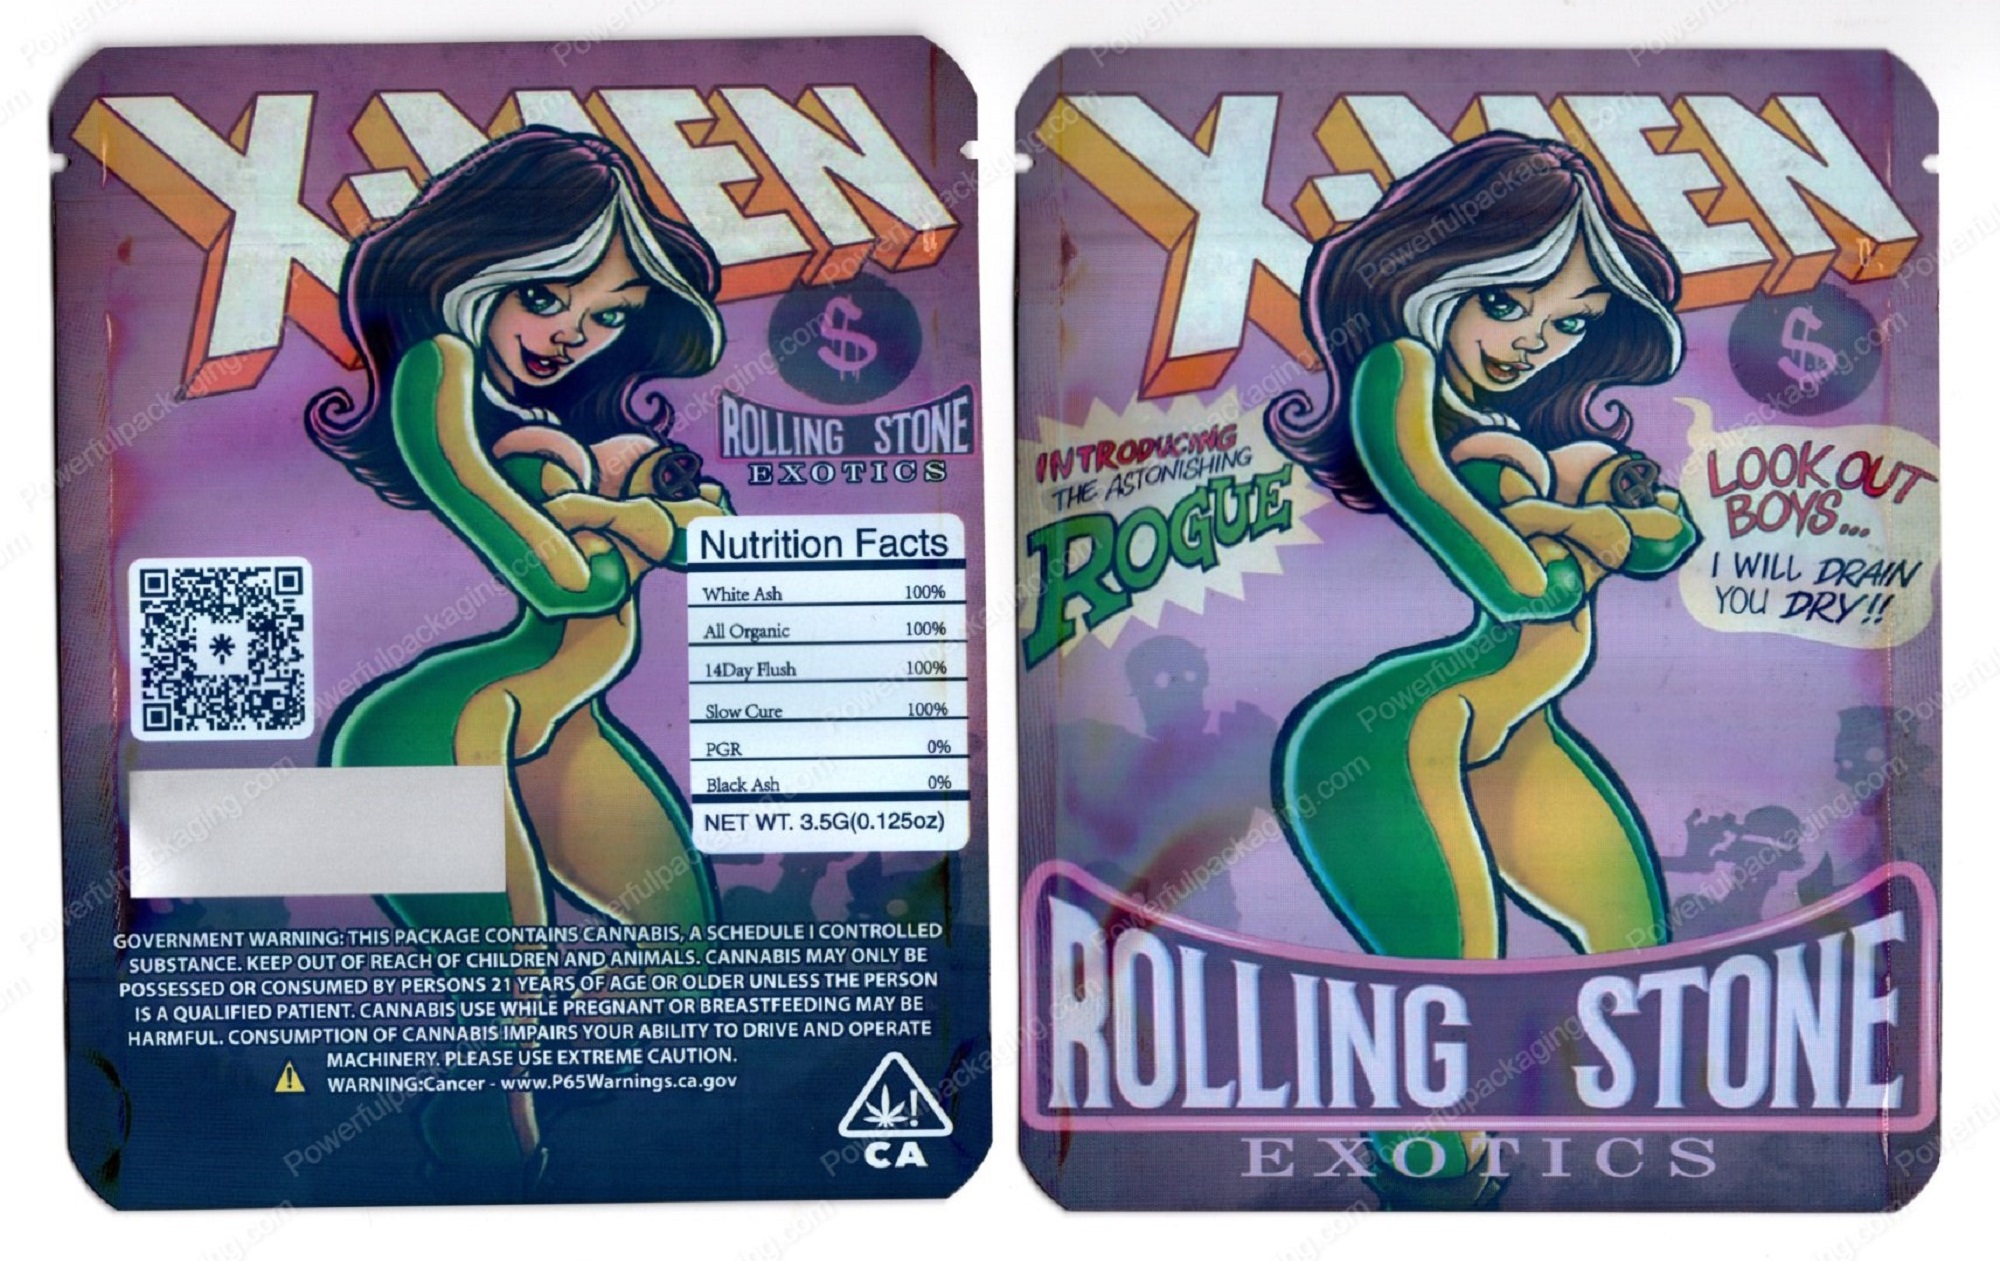 X-MEN
$
ROLLING STONE
EXOTICS
Nutrition Facts
White Ash 100%
All Organic 100%
14Day Flush 100%
Slow Cure 100%
PGR 0%
Black Ash 0%
NET WT. 3.5G(0.125oz)
GOVERNMENT WARNING: THIS PACKAGE CONTAINS CANNABIS, A SCHEDULE I CONTROLLED
SUBSTANCE. KEEP OUT OF REACH OF CHILDREN AND ANIMALS. CANNABIS MAY ONLY BE
POSSESSED OR CONSUMED BY PERSONS 21 YEARS OF AGE OR OLDER UNLESS THE PERSON
IS A QUALIFIED PATIENT. CANNABIS USE WHILE PREGNANT OR BREASTFEEDING MAY BE
HARMFUL. CONSUMPTION OF CANNABIS IMPAIRS YOUR ABILITY TO DRIVE AND OPERATE
MACHINERY. PLEASE USE EXTREME CAUTION.
WARNING:Cancer - www.P65Warnings.ca.gov
!
CA
X-MEN
$
INTRODUCING
THE ASTONISHING
ROGUE
LOOK OUT
BOYS...
I WILL DRAIN
YOU DRY!!
ROLLING STONE
EXOTICS
Powerfulpackaging.com